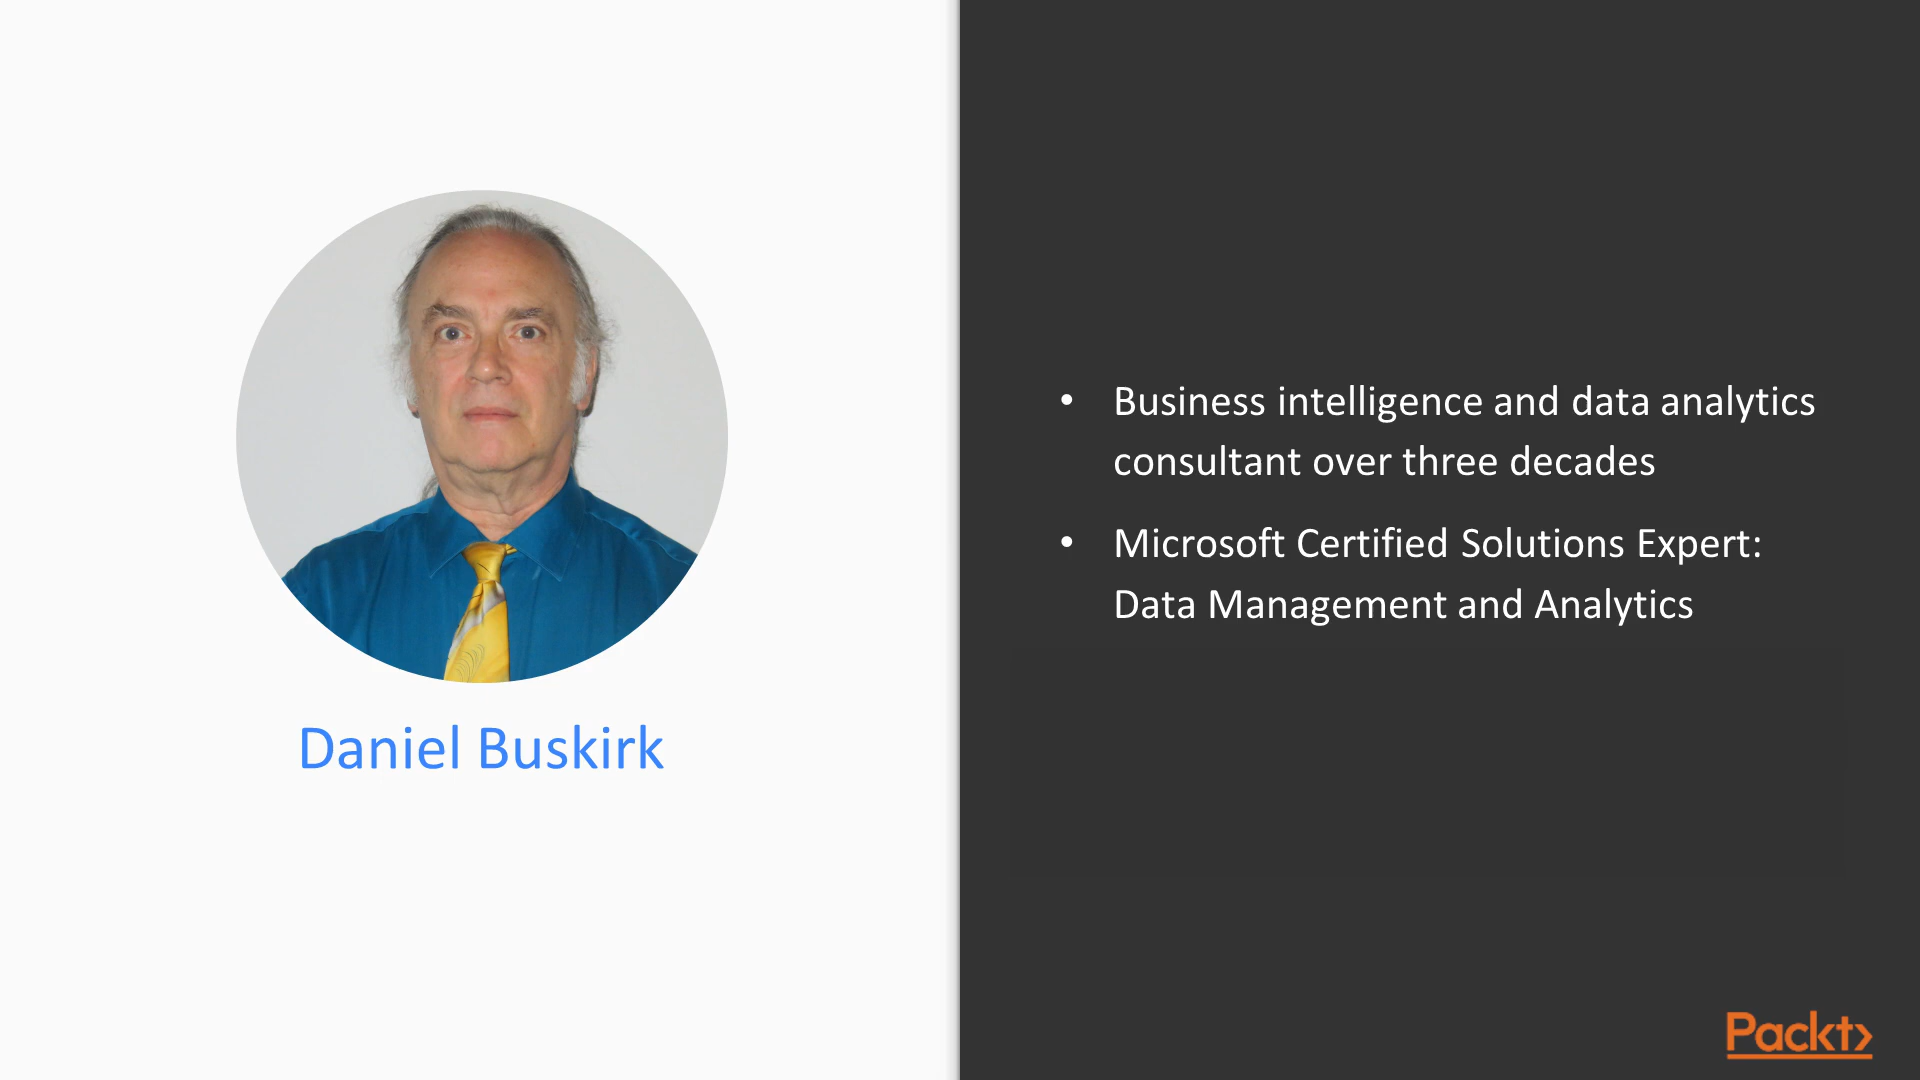 Daniel Buskirk
• Business intelligence and data analytics
consultant over three decades
• Microsoft Certified Solutions Expert:
Data Management and Analytics
Packt>